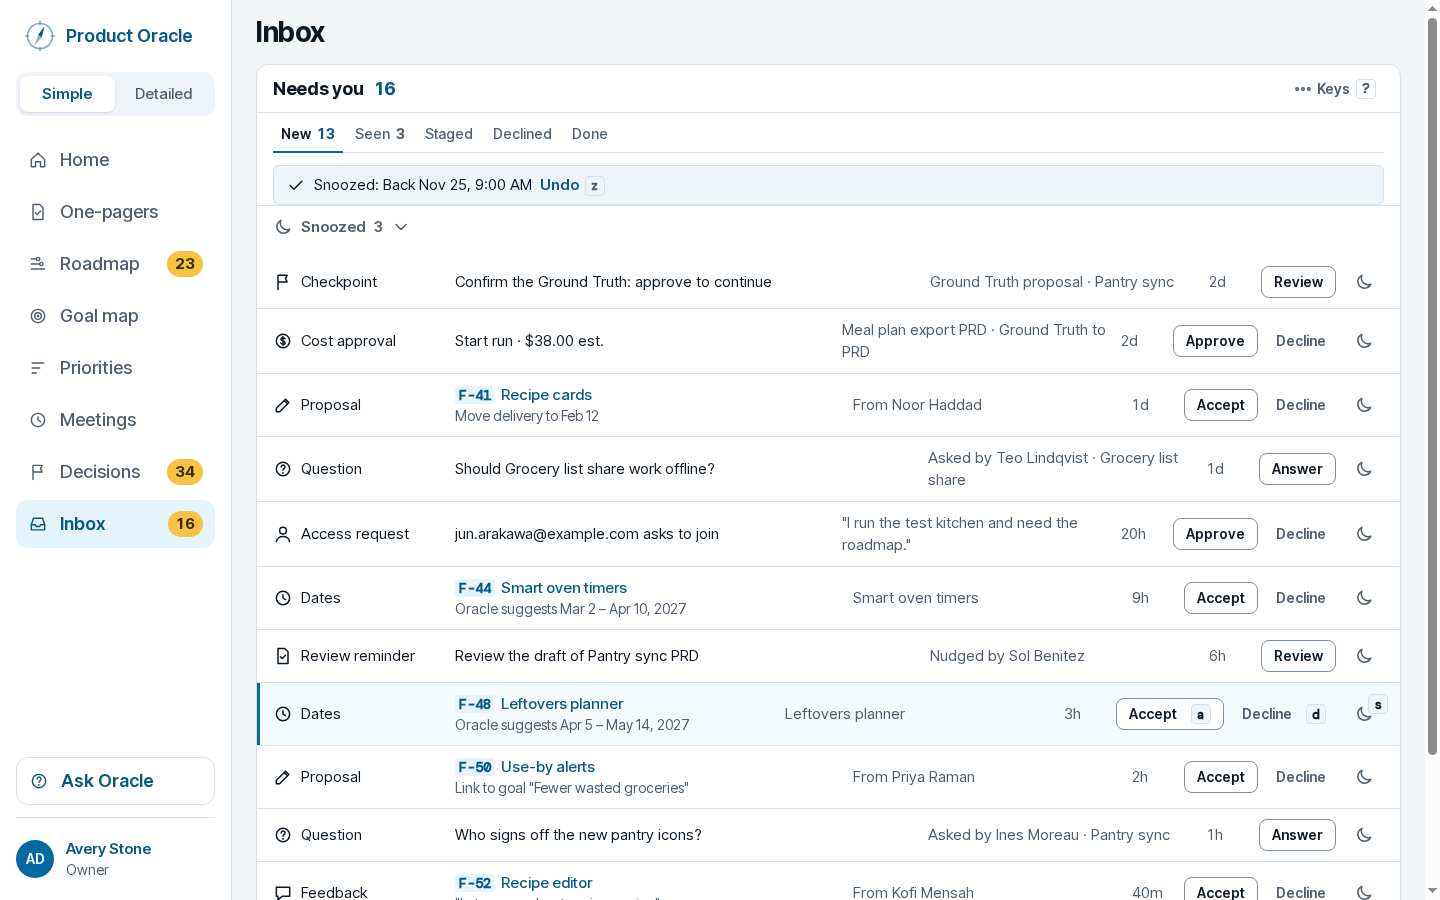 Product Oracle
Simple Detailed
Home
One-pagers
Roadmap 23
Goal map
Priorities
Meetings
Decisions 34
Inbox 16
Ask Oracle
AD Avery Stone
Owner
Inbox
Needs you 16 Keys ?
New 13 Seen 3 Staged Declined Done
Snoozed: Back Nov 25, 9:00 AM Undo z
Snoozed 3
Checkpoint Confirm the Ground Truth: approve to continue Ground Truth proposal · Pantry sync 2d Review
Cost approval Start run · $38.00 est. Meal plan export PRD · Ground Truth to PRD 2d Approve Decline
Proposal F-41 Recipe cards From Noor Haddad 1d Accept Decline
Move delivery to Feb 12
Question Should Grocery list share work offline? Asked by Teo Lindqvist · Grocery list share 1d Answer
Access request jun.arakawa@example.com asks to join "I run the test kitchen and need the roadmap." 20h Approve Decline
Dates F-44 Smart oven timers Smart oven timers 9h Accept Decline
Oracle suggests Mar 2 – Apr 10, 2027
Review reminder Review the draft of Pantry sync PRD Nudged by Sol Benitez 6h Review
Dates F-48 Leftovers planner Leftovers planner 3h Accept a Decline d s
Oracle suggests Apr 5 – May 14, 2027
Proposal F-50 Use-by alerts From Priya Raman 2h Accept Decline
Link to goal "Fewer wasted groceries"
Question Who signs off the new pantry icons? Asked by Ines Moreau · Pantry sync 1h Answer
Feedback F-52 Recipe editor From Kofi Mensah 40m Accept Decline